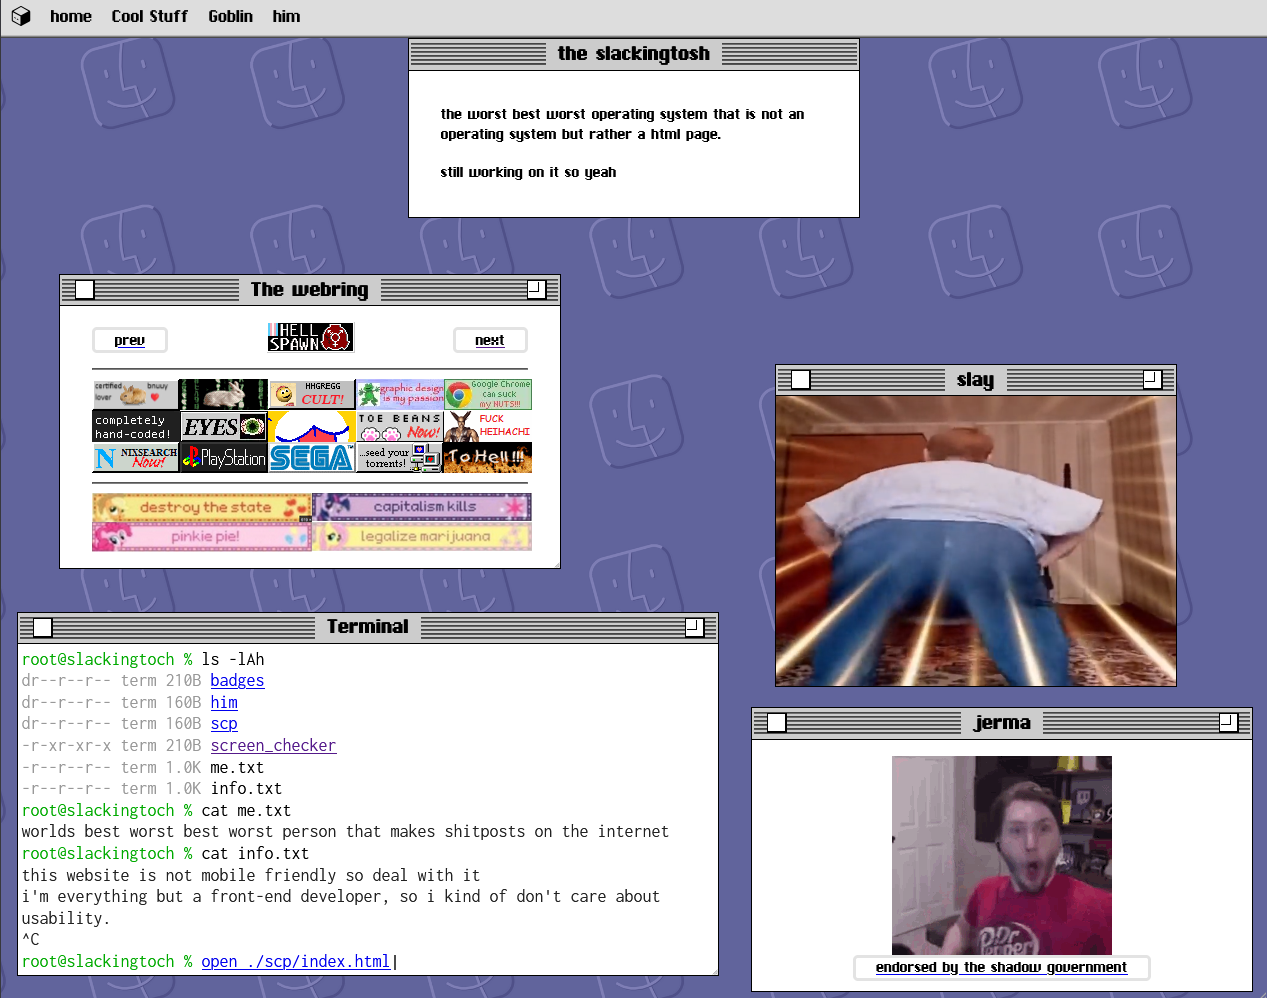 home Cool Stuff Goblin him
the slackingtosh
the worst best worst operating system that is not an
operating system but rather a html page.
still working on it so yeah
The webring
prev
HELL
SPAWN
next
certified bnuuy
lover
HHGREGG
CULT!
graphic design
is my passion
Google Chrome
can suck
my NUTS!!!
completely
hand-coded!
EYES
TOE BEANS
Now!
FUCK
HEIHACHI
N NIXSEARCH
Now!
PlayStation
SEGA
...seed your
torrents!
To Hell!!!
destroy the state
capitalism kills
pinkie pie!
legalize marijuana
slay
Terminal
root@slackingtoch % ls -lAh
dr--r--r-- term 210B badges
dr--r--r-- term 160B him
dr--r--r-- term 160B scp
-r-xr-xr-x term 210B screen_checker
-r--r--r-- term 1.0K me.txt
-r--r--r-- term 1.0K info.txt
root@slackingtoch % cat me.txt
worlds best worst best worst person that makes shitposts on the internet
root@slackingtoch % cat info.txt
this website is not mobile friendly so deal with it
i'm everything but a front-end developer, so i kind of don't care about
usability.
^C
root@slackingtoch % open ./scp/index.html|
jerma
Dr
Pepper
endorsed by the shadow government